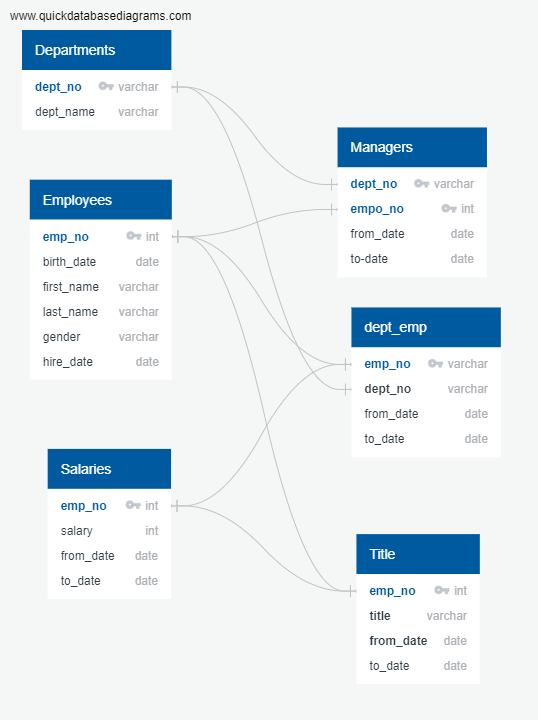 www.quickdatabasediagrams.com
Departments
dept_no varchar
dept_name varchar
Managers
dept_no varchar
empo_no int
from_date date
to-date date
Employees
emp_no int
birth_date date
first_name varchar
last_name varchar
gender varchar
hire_date date
dept_emp
emp_no varchar
dept_no varchar
from_date date
to_date date
Salaries
emp_no int
salary int
from_date date
to_date date
Title
emp_no int
title varchar
from_date date
to_date date